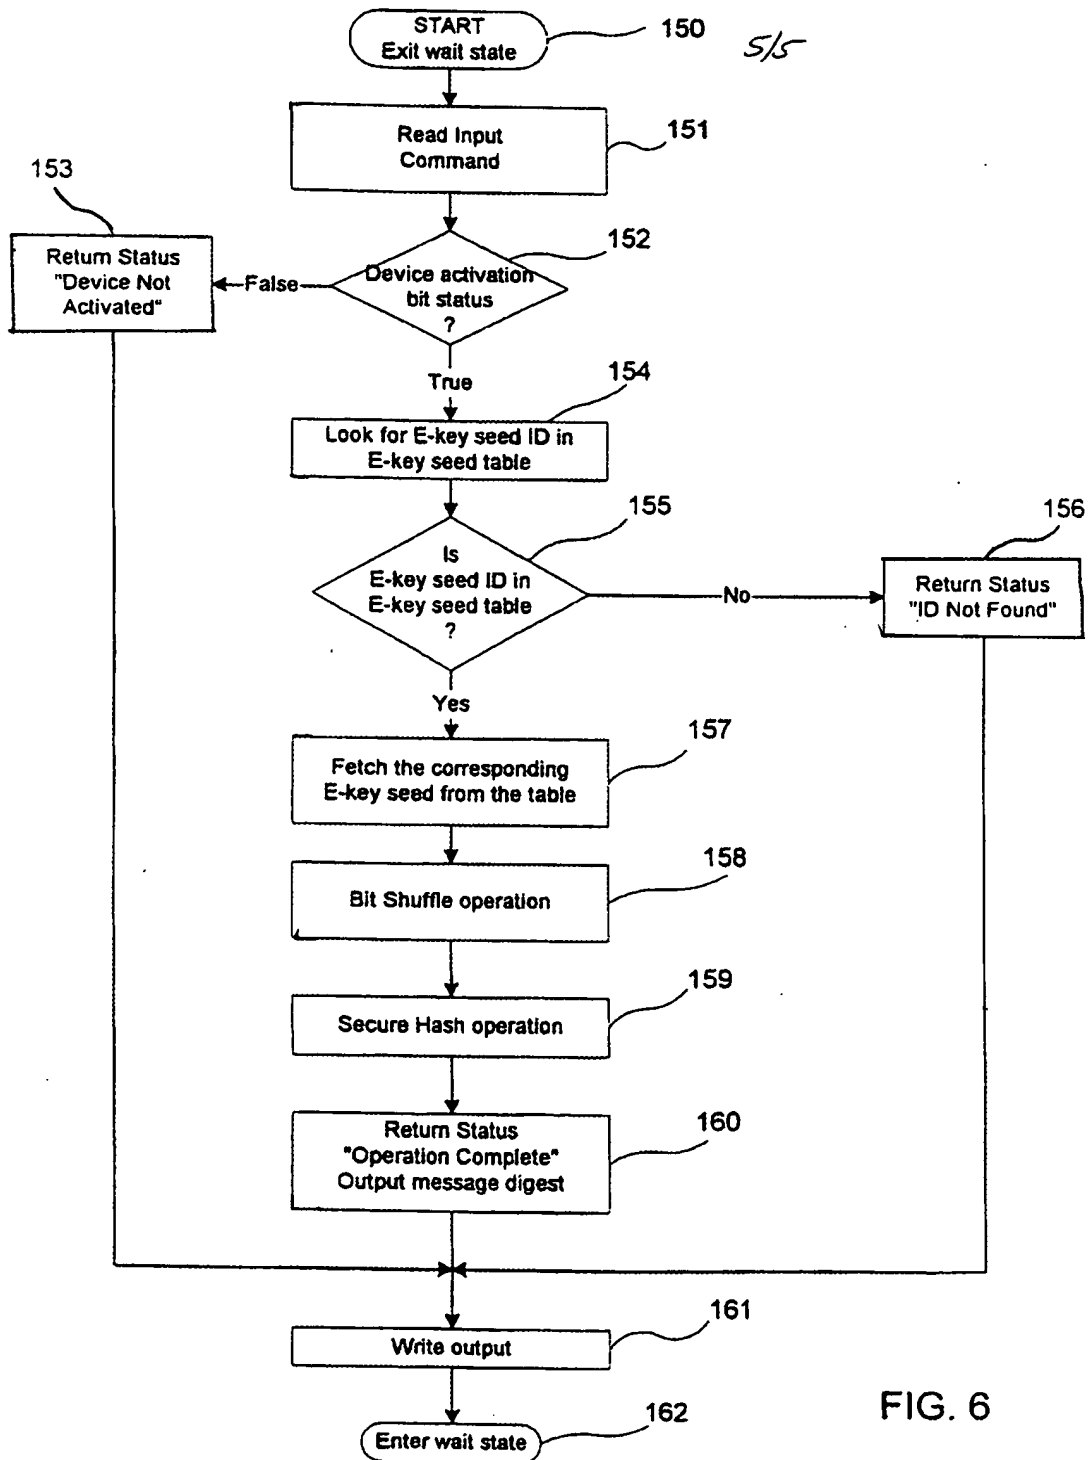 START
Exit wait state
150
5/5
Read Input
Command
151
153
152
Return Status
"Device Not
Activated"
False
Device activation
bit status
?
True
154
Look for E-key seed ID in
E-key seed table
155
156
Is
E-key seed ID in
E-key seed table
?
No
Return Status
"ID Not Found"
Yes
157
Fetch the corresponding
E-key seed from the table
158
Bit Shuffle operation
159
Secure Hash operation
Return Status
"Operation Complete"
Output message digest
160
161
Write output
162
Enter wait state
FIG. 6